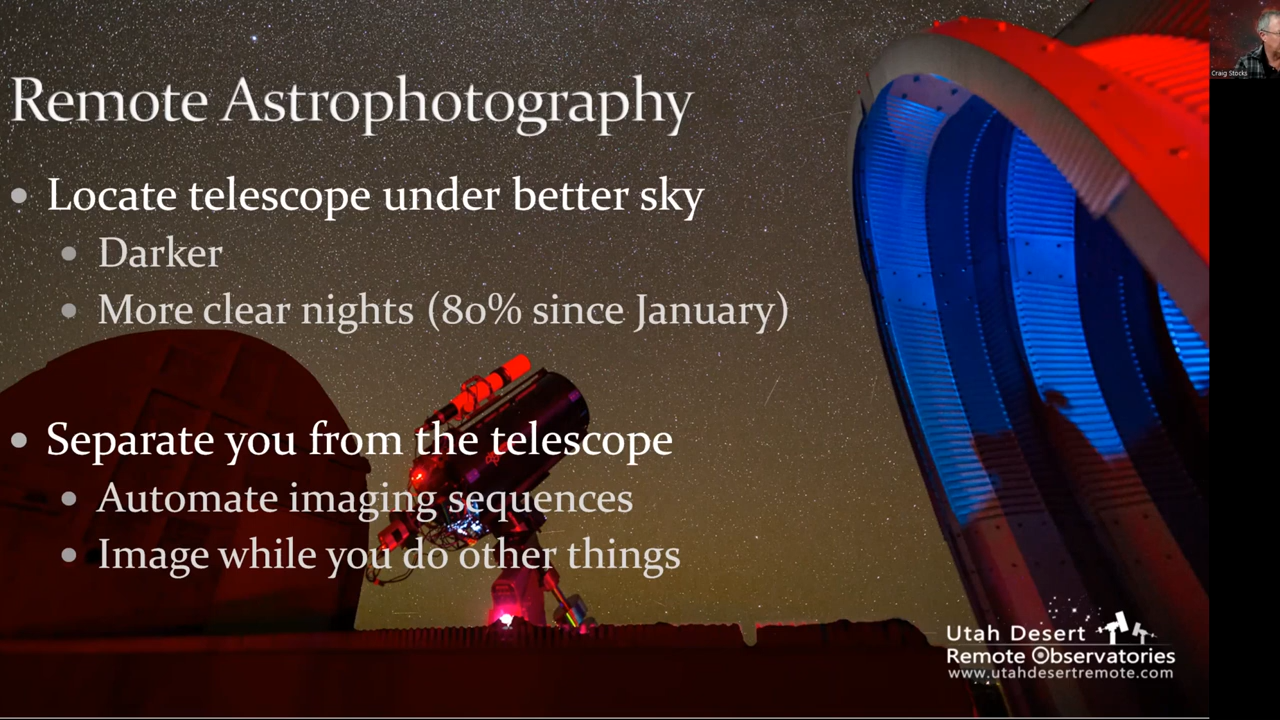 Craig Stocks
Remote Astrophotography
• Locate telescope under better sky
• Darker
• More clear nights (80% since January)
• Separate you from the telescope
• Automate imaging sequences
• Image while you do other things
Utah Desert
Remote Observatories
www.utahdesertremote.com